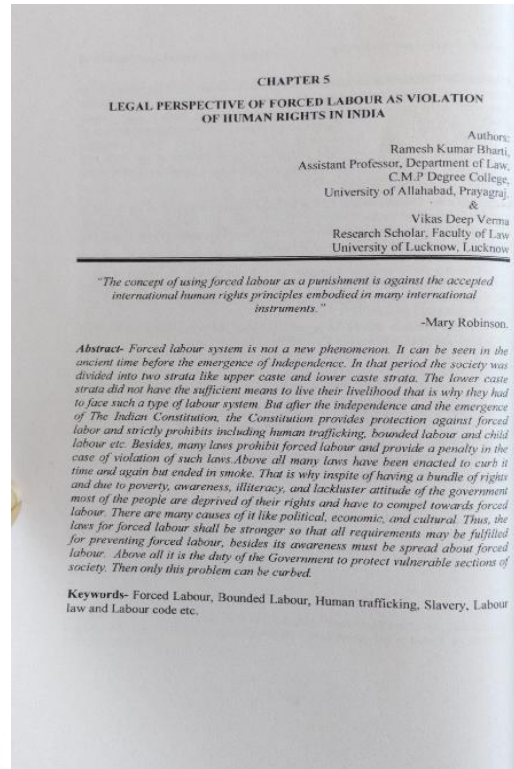 CHAPTER 5
LEGAL PERSPECTIVE OF FORCED LABOUR AS VIOLATION
OF HUMAN RIGHTS IN INDIA
Authors:
Ramesh Kumar Bharti,
Assistant Professor, Department of Law,
C.M.P Degree College,
University of Allahabad, Prayagraj.
&
Vikas Deep Verma
Research Scholar, Faculty of Law
University of Lucknow, Lucknow
"The concept of using forced labour as a punishment is against the accepted
international human rights principles embodied in many international
instruments."
-Mary Robinson.
Abstract- Forced labour system is not a new phenomenon. It can be seen in the
ancient time before the emergence of Independence. In that period the society was
divided into two strata like upper caste and lower caste strata. The lower caste
strata did not have the sufficient means to live their livelihood that is why they had
to face such a type of labour system. But after the independence and the emergence
of The Indian Constitution, the Constitution provides protection against forced
labor and strictly prohibits including human trafficking, bounded labour and child
labour etc. Besides, many laws prohibit forced labour and provide a penalty in the
case of violation of such laws.Above all many laws have been enacted to curb it
time and again but ended in smoke. That is why inspite of having a bundle of rights
and due to poverty, awareness, illiteracy, and lackluster attitude of the government
most of the people are deprived of their rights and have to compel towards forced
labour. There are many causes of it like political, economic, and cultural. Thus, the
laws for forced labour shall be stronger so that all requirements may be fulfilled
for preventing forced labour, besides its awareness must be spread about forced
labour. Above all it is the duty of the Government to protect vulnerable sections of
society. Then only this problem can be curbed.
Keywords- Forced Labour, Bounded Labour, Human trafficking, Slavery, Labour
law and Labour code etc.